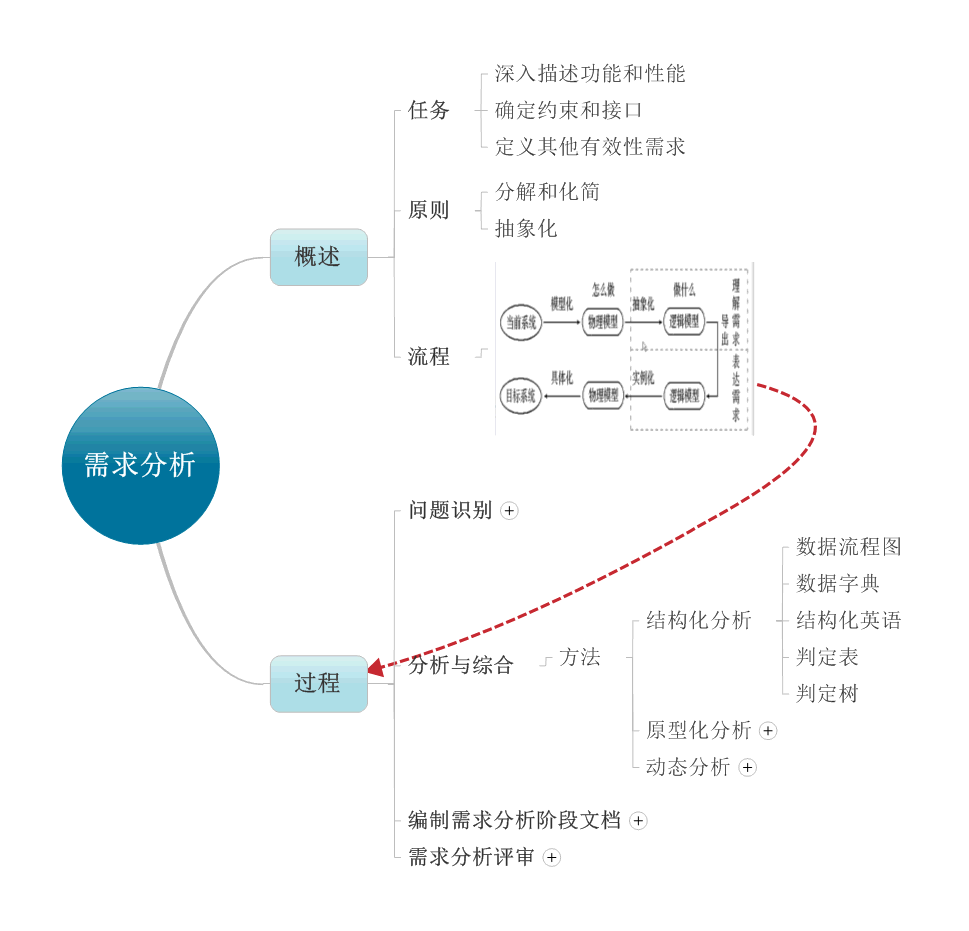 需求分析
概述
任务
深入描述功能和性能
确定约束和接口
定义其他有效性需求
原则
分解和化简
抽象化
流程
怎么做
做什么
模型化
抽象化
当前系统
物理模型
逻辑模型
理解需求
导出
具体化
实例化
目标系统
物理模型
逻辑模型
表达需求
过程
问题识别
分析与综合
方法
结构化分析
数据流程图
数据字典
结构化英语
判定表
判定树
原型化分析
动态分析
编制需求分析阶段文档
需求分析评审